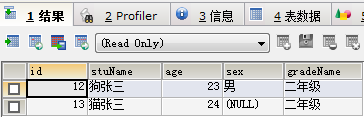 1 结果 2 Profiler 3 信息 4 表数据
(Read Only)
id stuName age sex gradeName
12 狗张三 23 男 二年级
13 猫张三 24 (NULL) 二年级